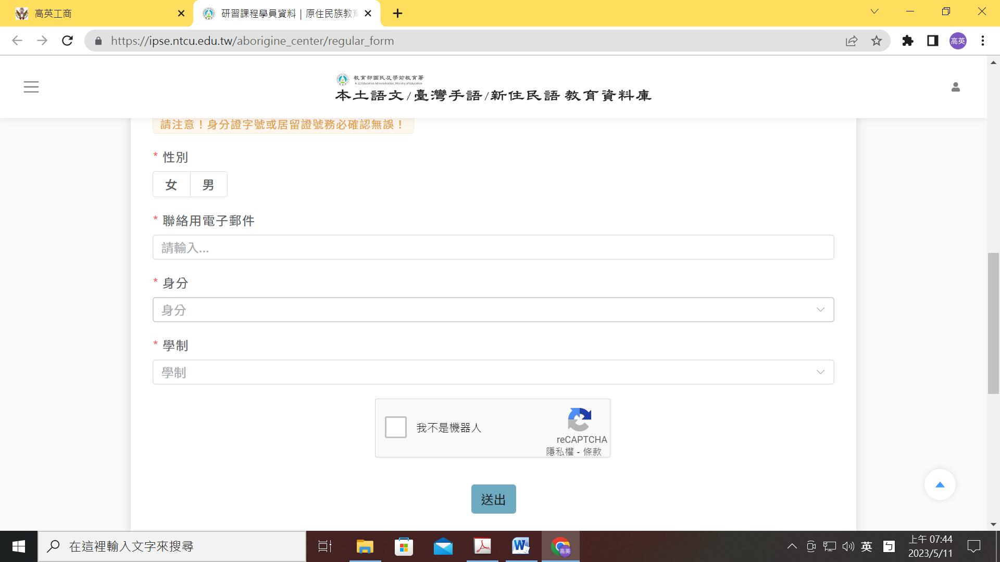 高英工商
研習課程學員資料 | 原住民族教育
https://ipse.ntcu.edu.tw/aborigine_center/regular_form
高英
教育部國民及學前教育署
K-12 Education Administration, Ministry of Education
本土語文/臺灣手語/新住民語 教育資料庫
請注意！身分證字號或居留證號務必確認無誤！
* 性別
女 男
* 聯絡用電子郵件
請輸入...
* 身分
身分
* 學制
學制
我不是機器人
reCAPTCHA
隱私權 - 條款
送出
在這裡輸入文字來搜尋
高英
英
ㄅ
上午 07:44
2023/5/11